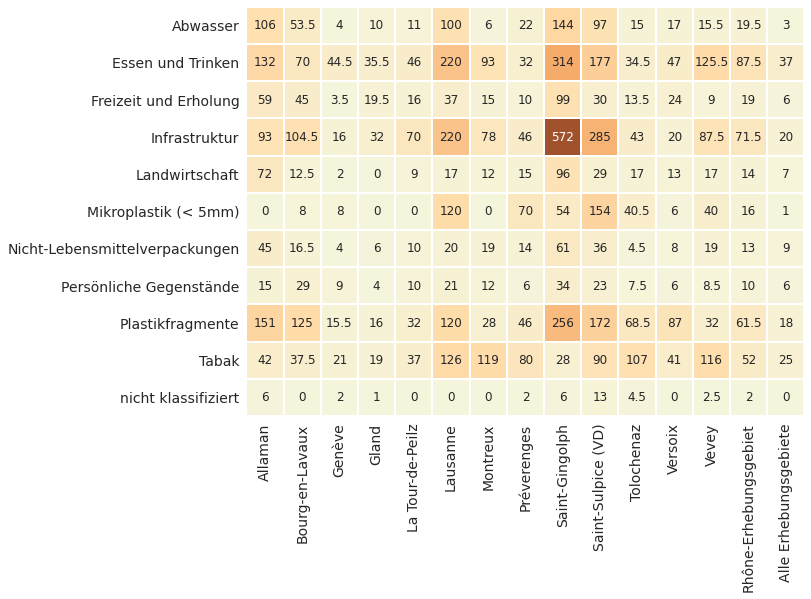 Abwasser 106 53.5 4 10 11 100 6 22 144 97 15 17 15.5 19.5 3
Essen und Trinken 132 70 44.5 35.5 46 220 93 32 314 177 34.5 47 125.5 87.5 37
Freizeit und Erholung 59 45 3.5 19.5 16 37 15 10 99 30 13.5 24 9 19 6
Infrastruktur 93 104.5 16 32 70 220 78 46 572 285 43 20 87.5 71.5 20
Landwirtschaft 72 12.5 2 0 9 17 12 15 96 29 17 13 17 14 7
Mikroplastik (< 5mm) 0 8 8 0 0 120 0 70 54 154 40.5 6 40 16 1
Nicht-Lebensmittelverpackungen 45 16.5 4 6 10 20 19 14 61 36 4.5 8 19 13 9
Persönliche Gegenstände 15 29 9 4 10 21 12 6 34 23 7.5 6 8.5 10 6
Plastikfragmente 151 125 15.5 16 32 120 28 46 256 172 68.5 87 32 61.5 18
Tabak 42 37.5 21 19 37 126 119 80 28 90 107 41 116 52 25
nicht klassifiziert 6 0 2 1 0 0 0 2 6 13 4.5 0 2.5 2 0
Allaman
Bourg-en-Lavaux
Genève
Gland
La Tour-de-Peilz
Lausanne
Montreux
Préverenges
Saint-Gingolph
Saint-Sulpice (VD)
Tolochenaz
Versoix
Vevey
Rhône-Erhebungsgebiet
Alle Erhebungsgebiete